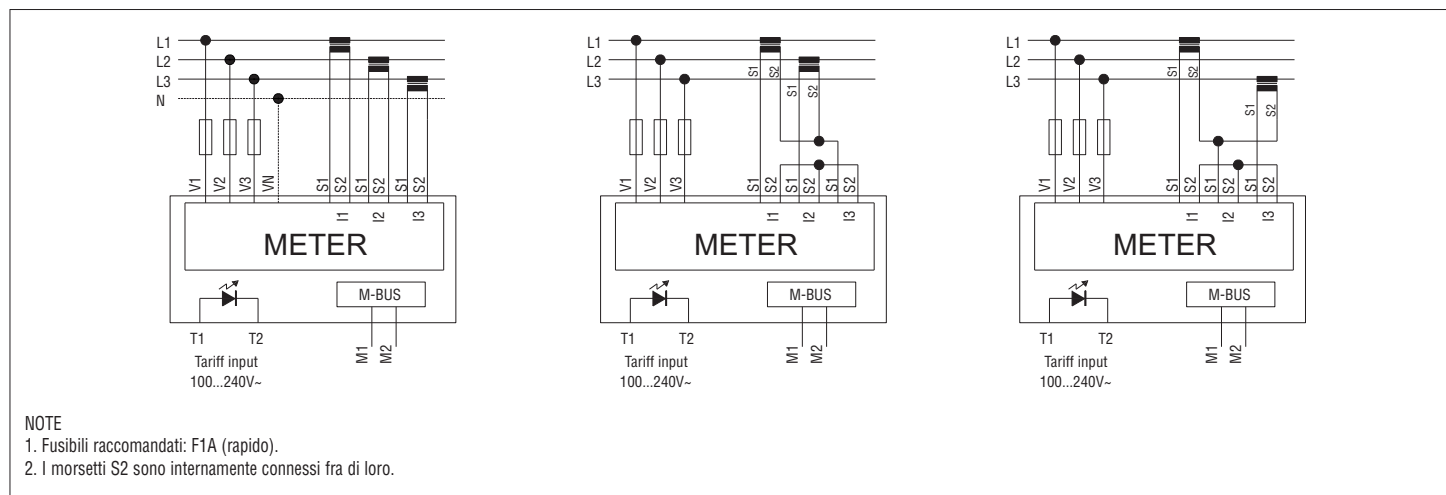 L1
L2
L3
N
V1
V2
V3
VN
S1
S2
S1
S2
S1
S2
I1
I2
I3
METER
M-BUS
T1
T2
M1
M2
Tariff input
100...240V~
L1
L2
L3
S1
S2
S1
S2
V1
V2
V3
S1
S2
S1
S2
S1
S2
I1
I2
I3
METER
M-BUS
T1
T2
M1
M2
Tariff input
100...240V~
L1
L2
L3
S1
S2
S1
S2
V1
V2
V3
S1
S2
S1
S2
S1
S2
I1
I2
I3
METER
M-BUS
T1
T2
M1
M2
Tariff input
100...240V~
NOTE
1. Fusibili raccomandati: F1A (rapido).
2. I morsetti S2 sono internamente connessi fra di loro.